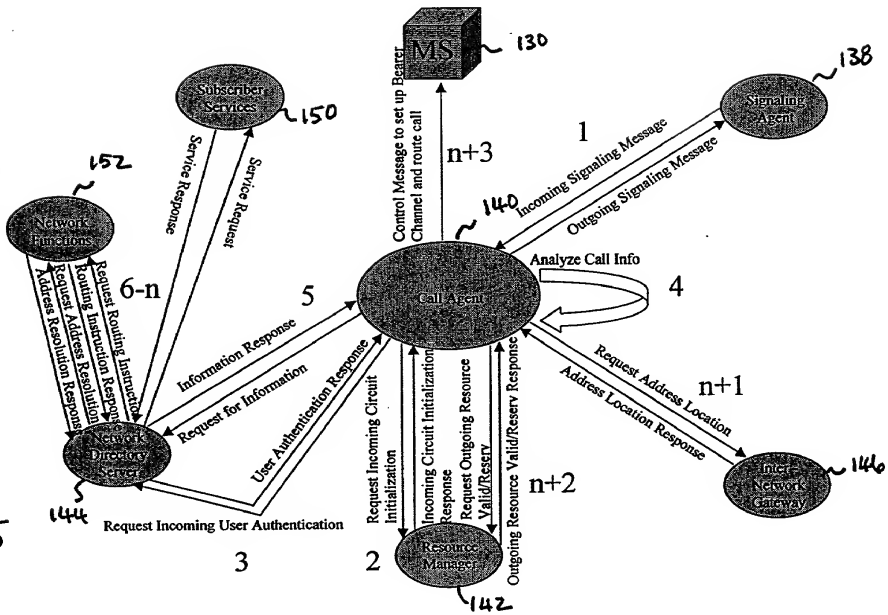 MS
130
138
Subscriber
Services
150
Signaling
Agent
1
Incoming Signaling Message
Outgoing Signaling Message
Control Message to set up Bearer
Channel and route call
n+3
Service Response
Service Request
152
Network
Functions
140
Call Agent
Analyze Call Info
4
6-n
5
Request Routing Instruction
Routing Instruction Response
Request Address Resolution
Address Resolution Response
Information Response
Request for Information
User Authentication Response
Request Address Location
Address Location Response
n+1
Network
Directory
Server
144
Request Incoming User Authentication
3
Request Incoming Circuit
Initialization
Incoming Circuit Initialization
Response
Request Outgoing Resource
Valid/Reserv
Outgoing Resource Valid/Reserv Response
n+2
Inter
Network
Gateway
146
2
Resource
Manager
142